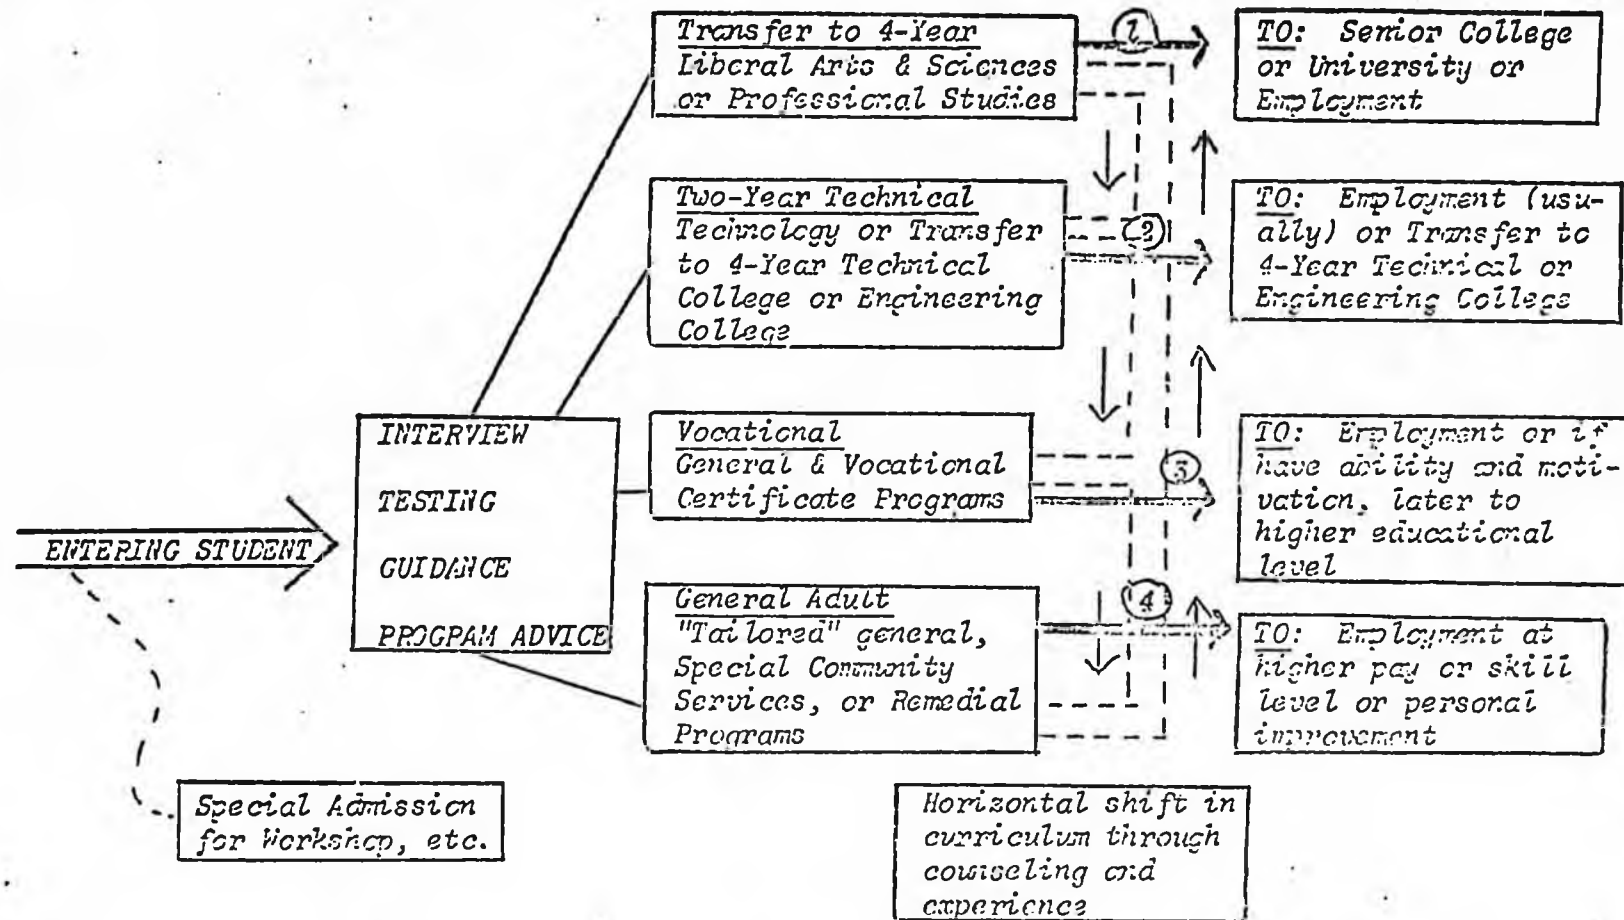 Transfer to 4-Year
Liberal Arts & Sciences
or Professional Studies
1
TO: Senior College
or University or
Employment
Two-Year Technical
Technology or Transfer
to 4-Year Technical
College or Engineering
College
2
TO: Employment (usu-
ally) or Transfer to
4-Year Technical or
Engineering College
INTERVIEW
TESTING
GUIDANCE
PROGRAM ADVICE
Vocational
General & Vocational
Certificate Programs
3
TO: Employment or if
have ability and moti-
vation, later to
higher educational
level
ENTERING STUDENT
General Adult
"Tailored" general,
Special Community
Services, or Remedial
Programs
4
TO: Employment at
higher pay or skill
level or personal
improvement
Special Admission
for Workshop, etc.
Horizontal shift in
curriculum through
counseling and
experience